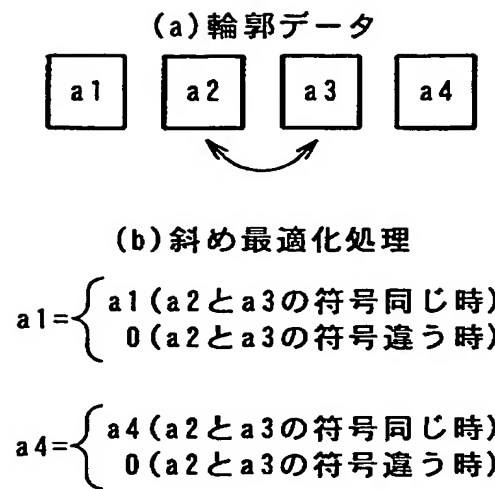 (a)輪郭データ
a1 a2 a3 a4
(b)斜め最適化処理
a1={a1(a2とa3の符号同じ時)
0(a2とa3の符号違う時)
a4={a4(a2とa3の符号同じ時)
0(a2とa3の符号違う時)